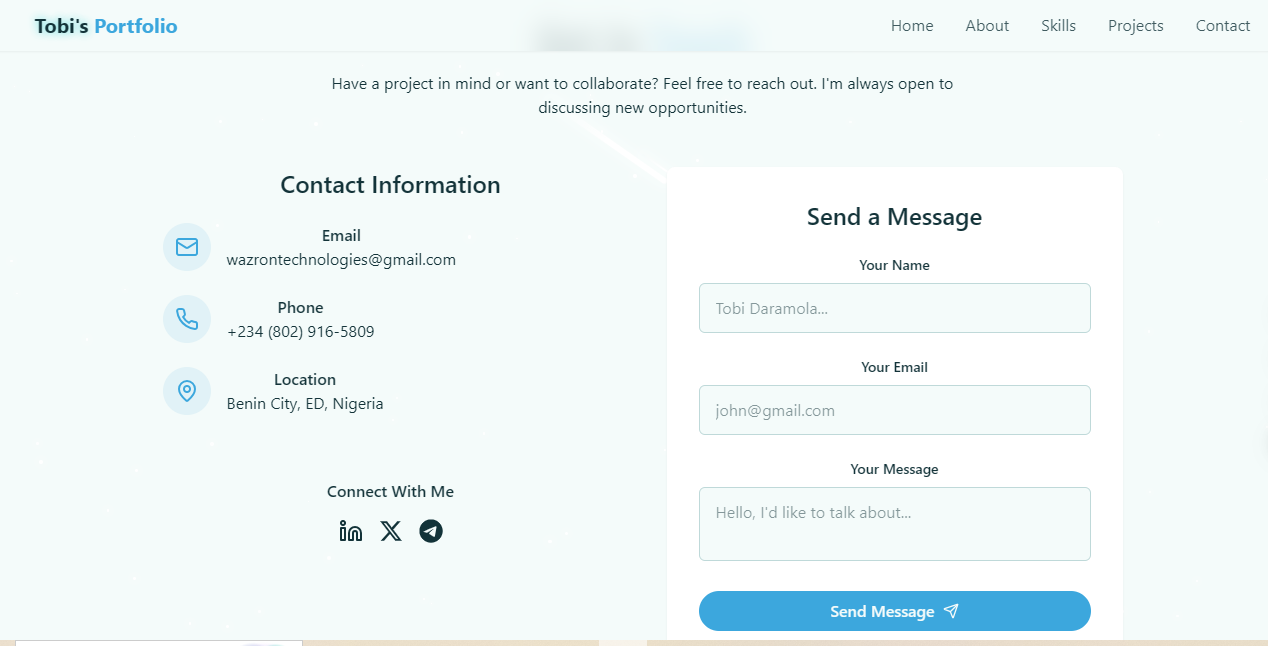 Tobi's Portfolio
Home About Skills Projects Contact
Have a project in mind or want to collaborate? Feel free to reach out. I'm always open to
discussing new opportunities.
Contact Information
Email
wazrontechnologies@gmail.com
Phone
+234 (802) 916-5809
Location
Benin City, ED, Nigeria
Connect With Me
Send a Message
Your Name
Tobi Daramola...
Your Email
john@gmail.com
Your Message
Hello, I'd like to talk about...
Send Message